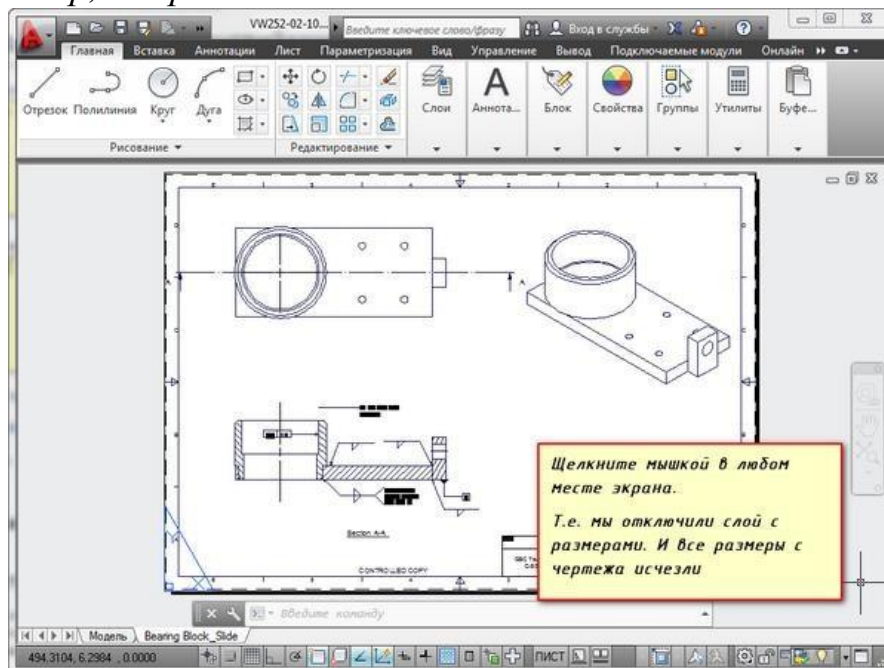 VW252-02-10...
Введите ключевое слово/фразу
Вход в службы
Главная Вставка Аннотации Лист Параметризация Вид Управление Вывод Подключаемые модули Онлайн
Отрезок Полилиния Круг Дуга
Слои Аннота... Блок Свойства Группы Утилиты Буфе...
Рисование Редактирование
Щелкните мышкой в любом
месте экрана.
Т.е. мы отключили слой с
размерами. И все размеры с
чертежа исчезли
Section A-A
CONTROLLED COPY
Введите команду
Модель Bearing Block_Slide
494.3104, 6.2984 , 0.0000
ЛИСТ